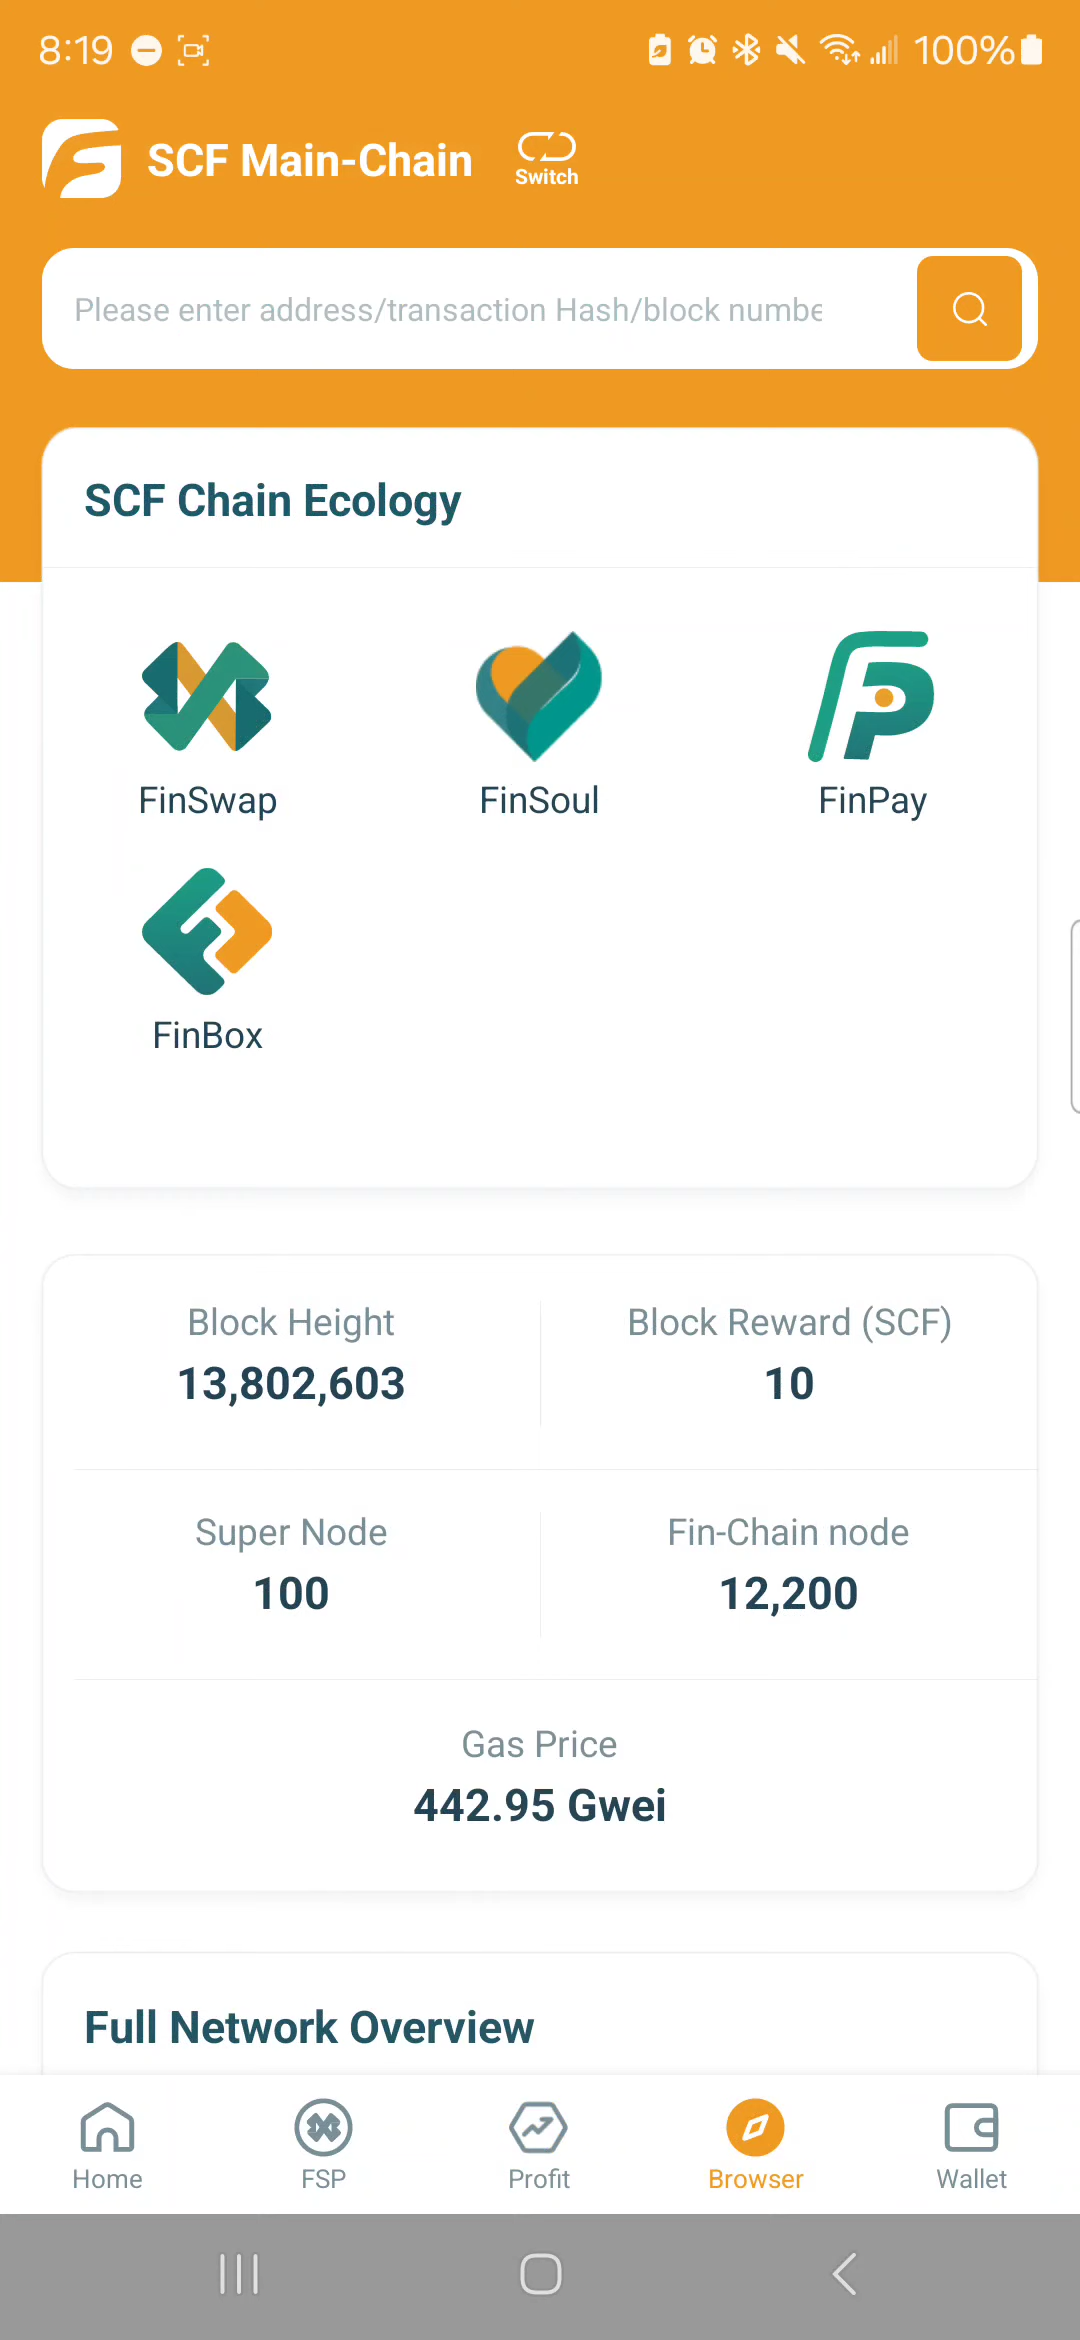 8:19
100%
SCF Main-Chain
Switch
Please enter address/transaction Hash/block numbe
SCF Chain Ecology
FinSwap
FinSoul
FinPay
FinBox
Block Height
13,802,603
Block Reward (SCF)
10
Super Node
100
Fin-Chain node
12,200
Gas Price
442.95 Gwei
Full Network Overview
Home
FSP
Profit
Browser
Wallet